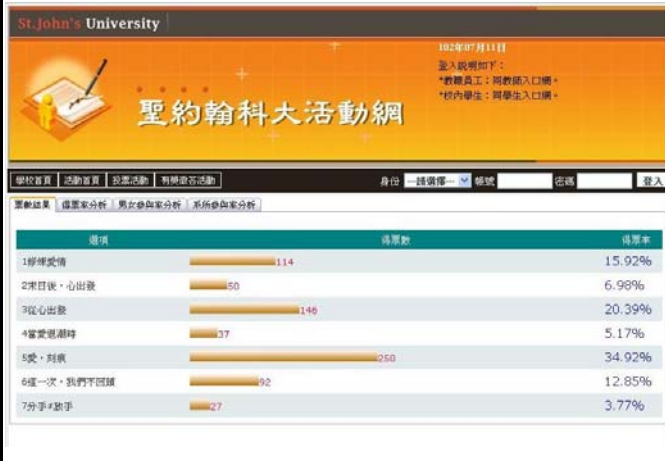 St.John's University
102年07月11日
登入說明如下：
*教職員工：同教師入口網。
*校內學生：同學生入口網。
聖約翰科大活動網
學校首頁 活動首頁 投票活動 有獎徵答活動 身份 ---請選擇--- 帳號 密碼 登入
票數結果 得票率分析 男女參與率分析 系所參與率分析
選項 得票數 得票率
1修煉愛情 114 15.92%
2末日後，心出發 50 6.98%
3從心出發 146 20.39%
4當愛退潮時 37 5.17%
5愛，刻痕 250 34.92%
6這一次，我們不回頭 92 12.85%
7分手≠放手 27 3.77%